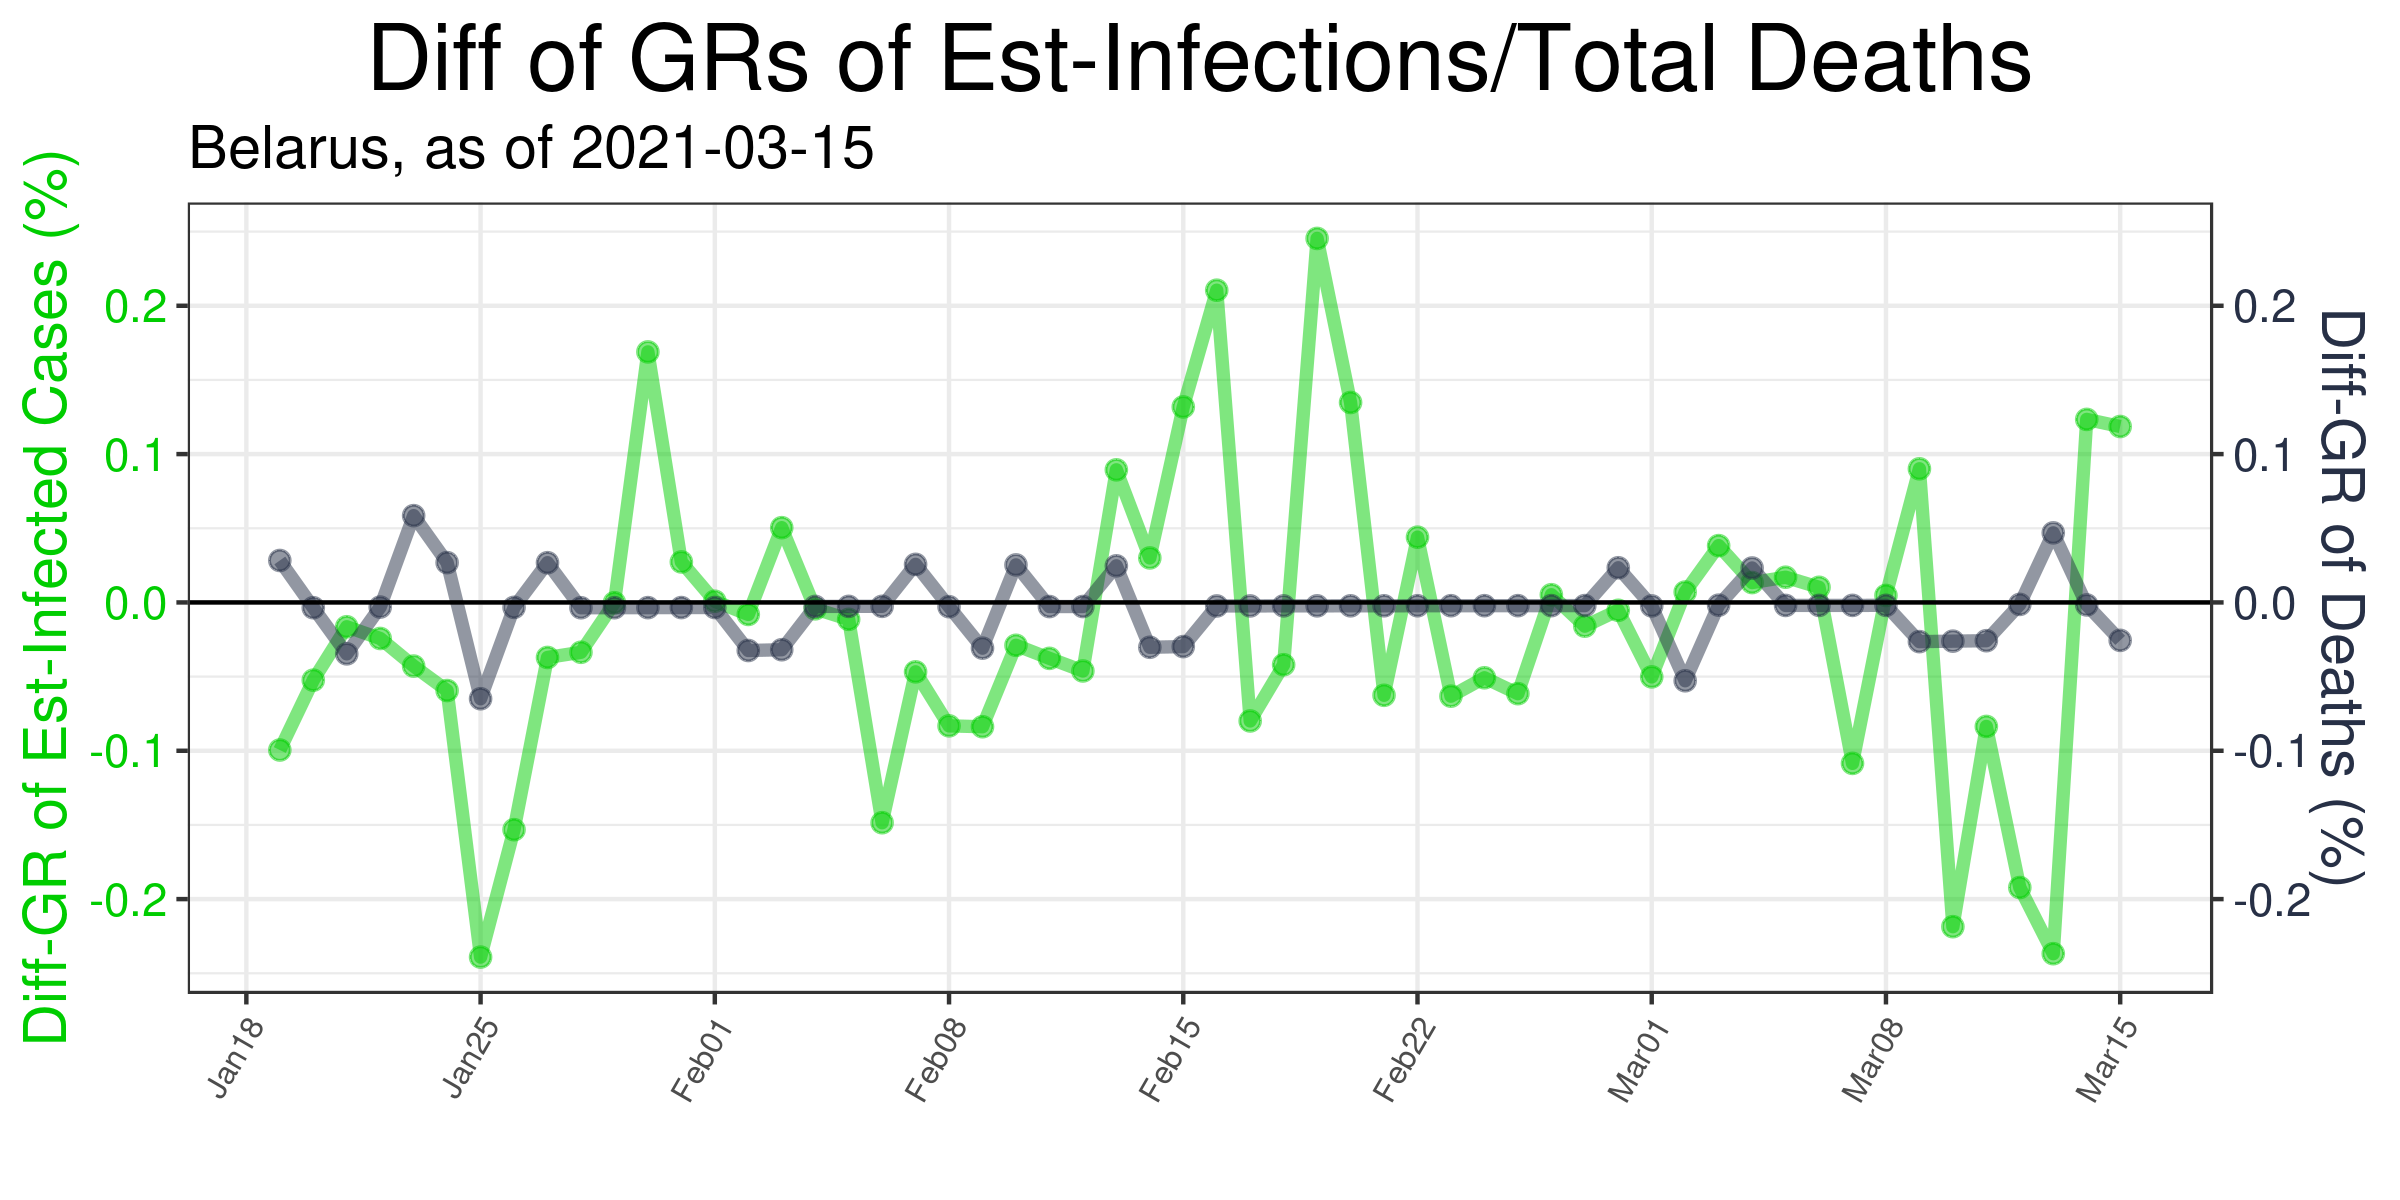 Diff of GRs of Est-Infections/Total Deaths
Belarus, as of 2021-03-15
Diff-GR of Est-Infected Cases (%)
0.2
0.1
0.0
-0.1
-0.2
0.2
0.1
0.0
-0.1
-0.2
Diff-GR of Deaths (%)
Jan18
Jan25
Feb01
Feb08
Feb15
Feb22
Mar01
Mar08
Mar15